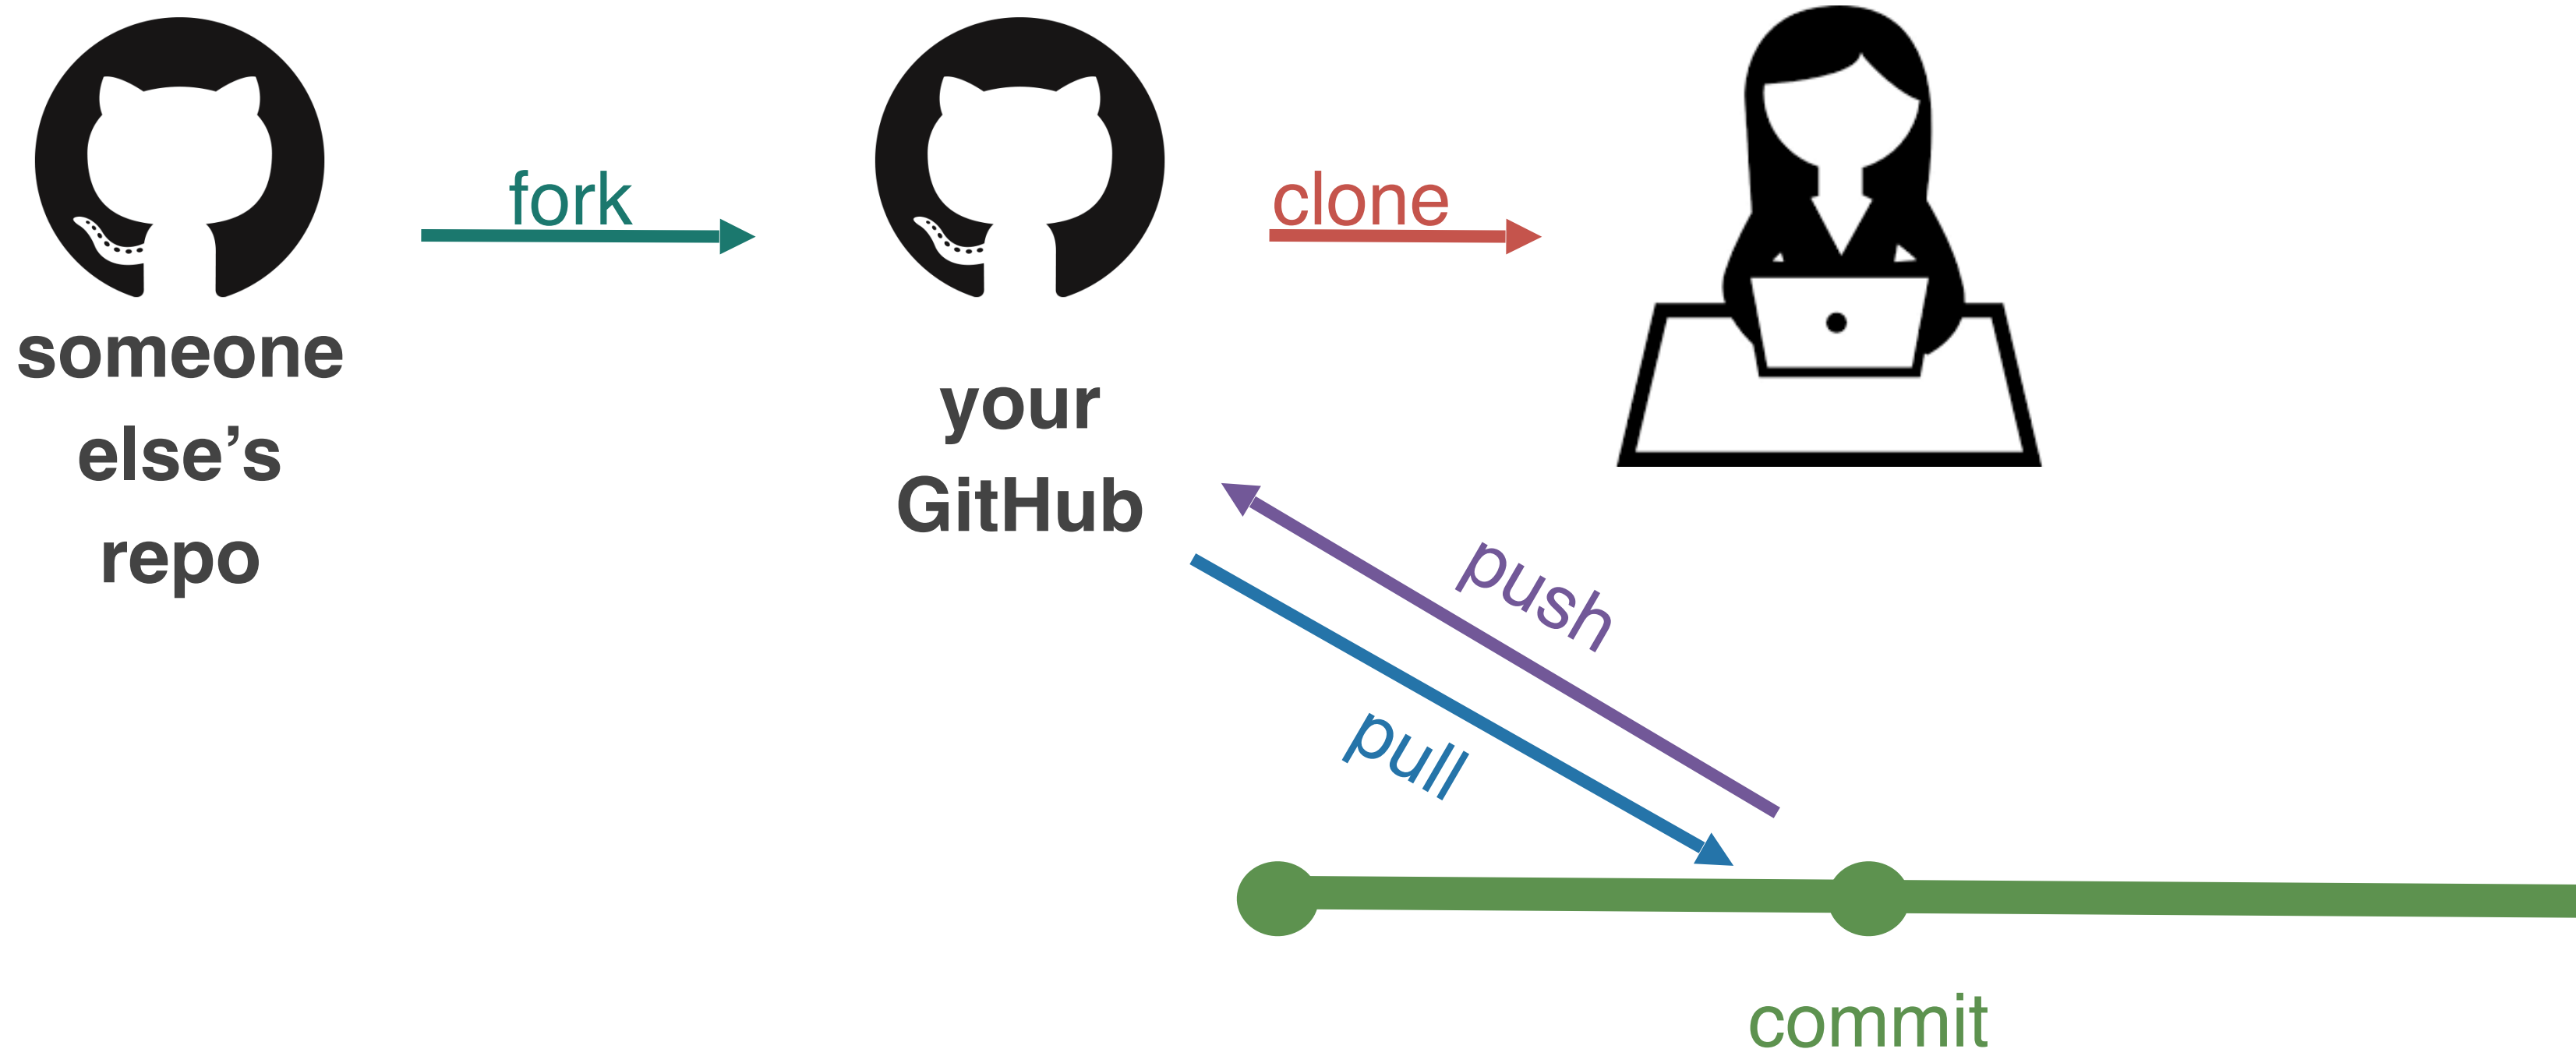 fork
clone
someone
else’s
repo
your
GitHub
push
pull
commit